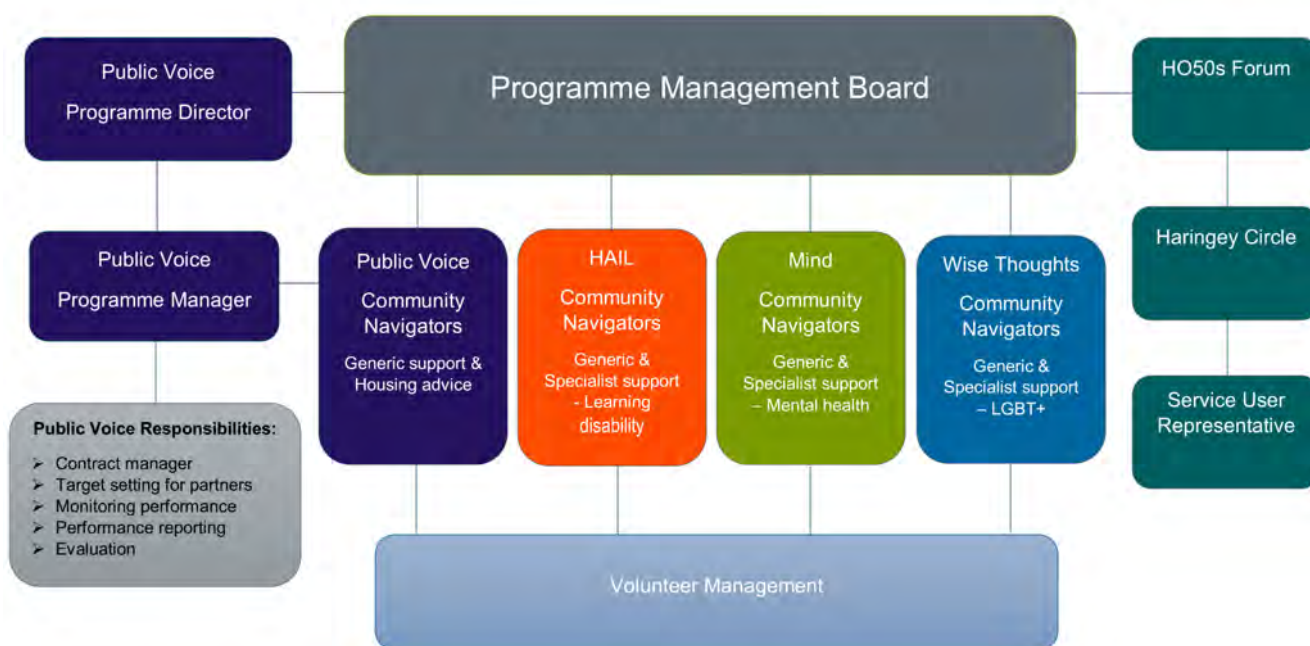 Public Voice
Programme Director
Programme Management Board
HO50s Forum
Public Voice
Programme Manager
Public Voice
Community
Navigators
Generic support &
Housing advice
HAIL
Community
Navigators
Generic &
Specialist support
- Learning
disability
Mind
Community
Navigators
Generic &
Specialist support
– Mental health
Wise Thoughts
Community
Navigators
Generic &
Specialist support
– LGBT+
Haringey Circle
Service User
Representative
Public Voice Responsibilities:
➢ Contract manager
➢ Target setting for partners
➢ Monitoring performance
➢ Performance reporting
➢ Evaluation
Volunteer Management